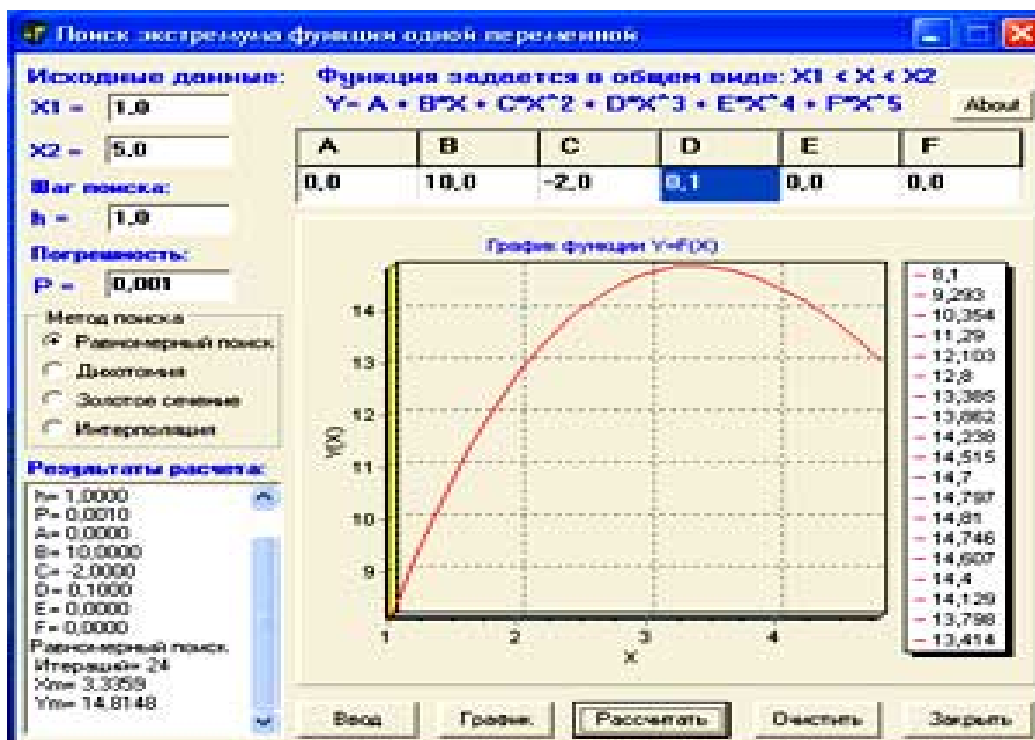 Поиск экстремума функции одной переменной
Исходные данные:
X1 = 1.0
X2 = 5.0
Шаг поиска:
h = 1.0
Погрешность:
P = 0,001
Метод поиска
Равномерный поиск
Дихотомия
Золотое сечение
Интерполяция
Результаты расчета:
h= 1,0000
P= 0,0010
A= 0,0000
B= 10,0000
C= -2,0000
D= 0,1000
E= 0,0000
F= 0,0000
Равномерный поиск
Итераций= 24
Xm= 3,3359
Ym= 14,8148
Функция задается в общем виде: X1 < X < X2
Y= A + B*X + C*X^2 + D*X^3 + E*X^4 + F*X^5
About
A B C D E F
0,0 10,0 -2,0 0,1 0,0 0,0
График функции Y=F(X)
14
13
12
11
10
9
Y(X)
1 2 3 4
X
8,1
9,293
10,354
11,29
12,103
12,8
13,385
13,862
14,238
14,515
14,7
14,797
14,81
14,746
14,607
14,4
14,129
13,798
13,414
Ввод График Рассчитать Очистить Закрыть